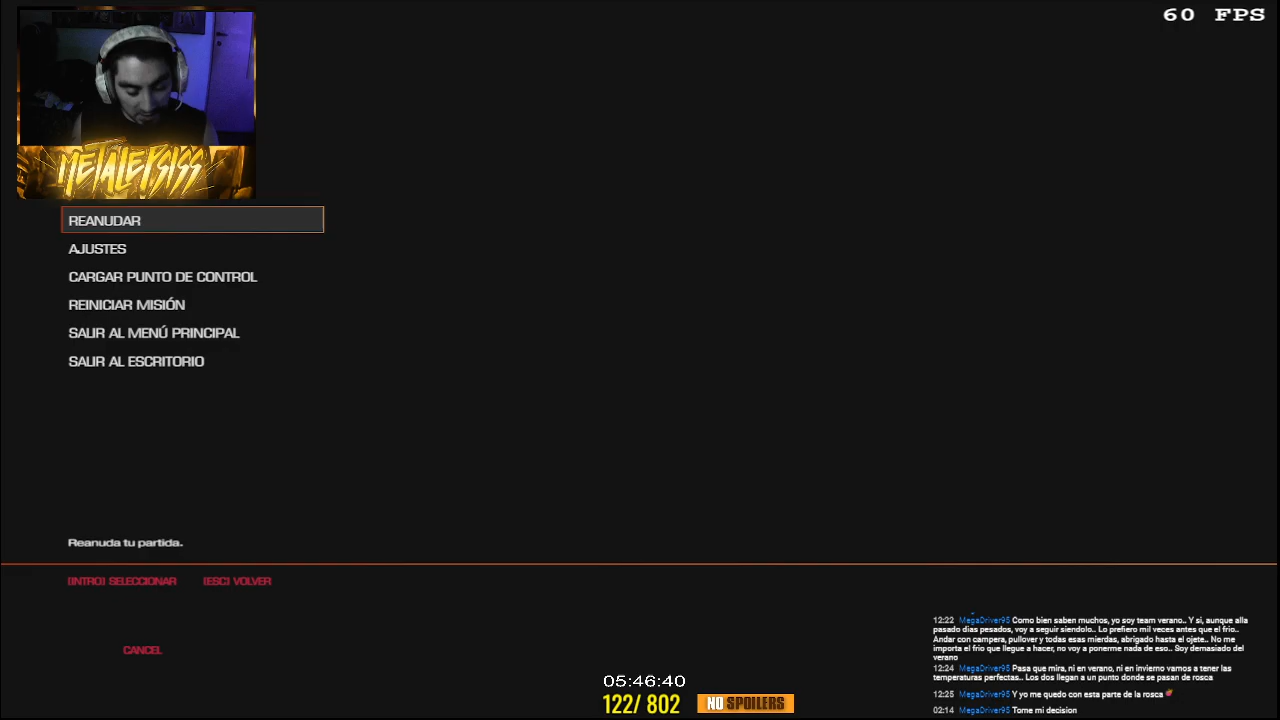 60 FPS
METALEPSISS
REANUDAR
AJUSTES
CARGAR PUNTO DE CONTROL
REINICIAR MISIÓN
SALIR AL MENÚ PRINCIPAL
SALIR AL ESCRITORIO
Reanuda tu partida.
[INTRO] SELECCIONAR [ESC] VOLVER
CANCEL
12:22 MegaDriver95 Como bien saben muchos, yo soy team verano.. Y si, aunque alla
pasado dias pesados, voy a seguir siendolo.. Lo prefiero mil veces antes que el frio..
Andar con campera, pullover y todas esas mierdas, abrigado hasta el ojete.. No me
importa el frio que llegue a hacer, no voy a ponerme nada de eso.. Soy demasiado del
verano
12:24 MegaDriver95 Pasa que mira, ni en verano, ni en invierno vamos a tener las
temperaturas perfectas.. Los dos llegan a un punto donde se pasan de rosca
12:25 MegaDriver95 Y yo me quedo con esta parte de la rosca
02:14 MegaDriver95 Tome mi decision
05:46:40
122/ 802 NO SPOILERS